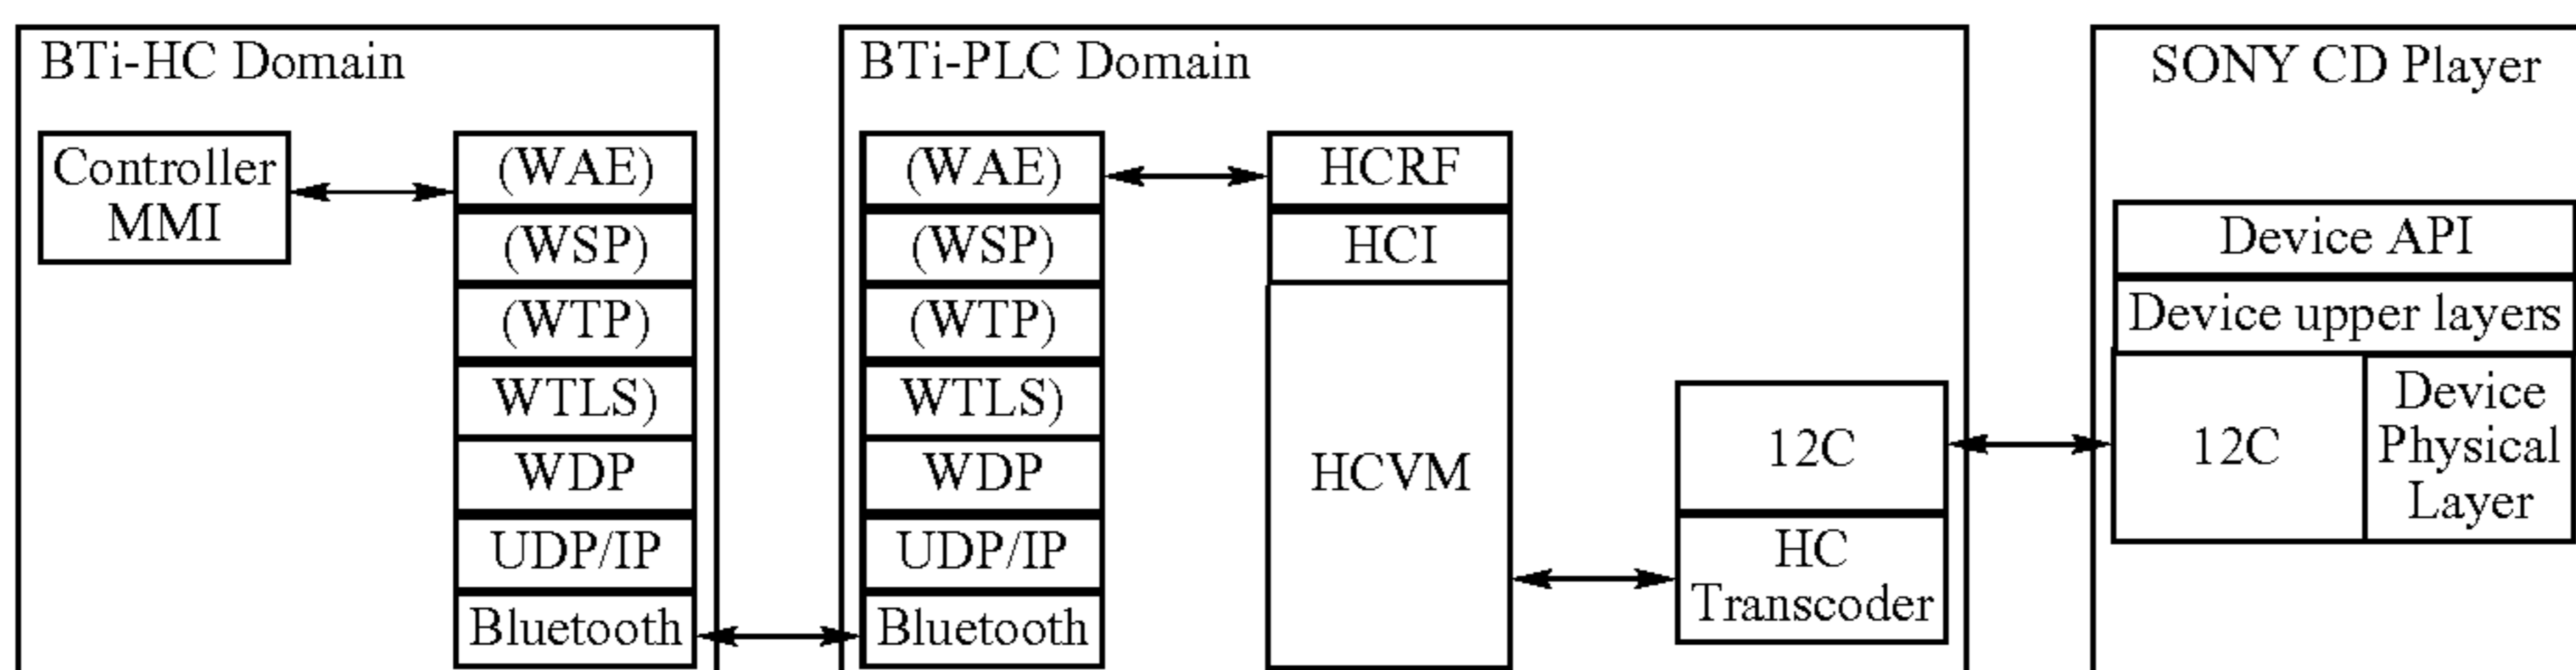 BTi-HC Domain
Controller
MMI
(WAE)
(WSP)
(WTP)
WTLS)
WDP
UDP/IP
Bluetooth
BTi-PLC Domain
(WAE)
(WSP)
(WTP)
WTLS)
WDP
UDP/IP
Bluetooth
HCRF
HCI
HCVM
12C
HC
Transcoder
SONY CD Player
Device API
Device upper layers
12C
Device
Physical
Layer